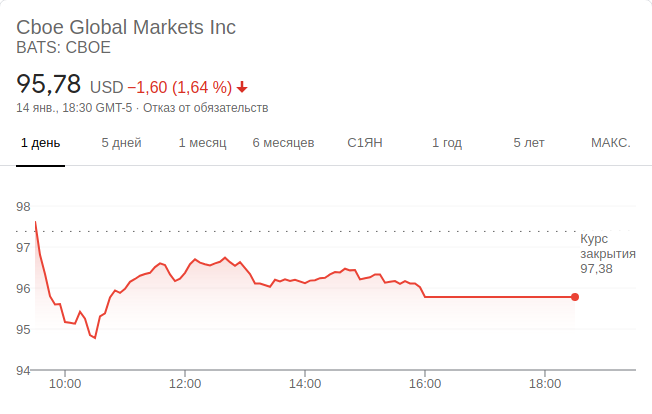 Cboe Global Markets Inc
BATS: CBOE
95,78 USD −1,60 (1,64 %)
14 янв., 18:30 GMT-5 · Отказ от обязательств
1 день 5 дней 1 месяц 6 месяцев С1ЯН 1 год 5 лет МАКС.
98
97
96
95
94
Курс
закрытия
97,38
10:00 12:00 14:00 16:00 18:00